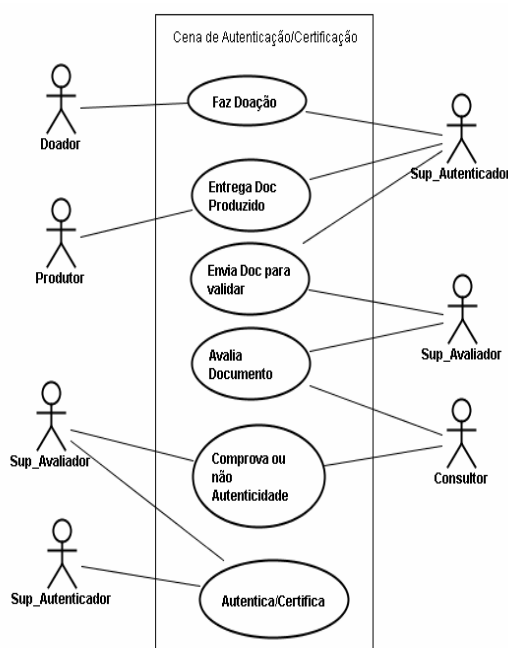 Cena de Autenticação/Certificação
Faz Doação
Doador
Sup_Autenticador
Entrega Doc
Produzido
Produtor
Envia Doc para
validar
Sup_Avaliador
Avalia
Documento
Sup_Avaliador
Comprova ou
não
Autenticidade
Consultor
Sup_Autenticador
Autentica/Certifica